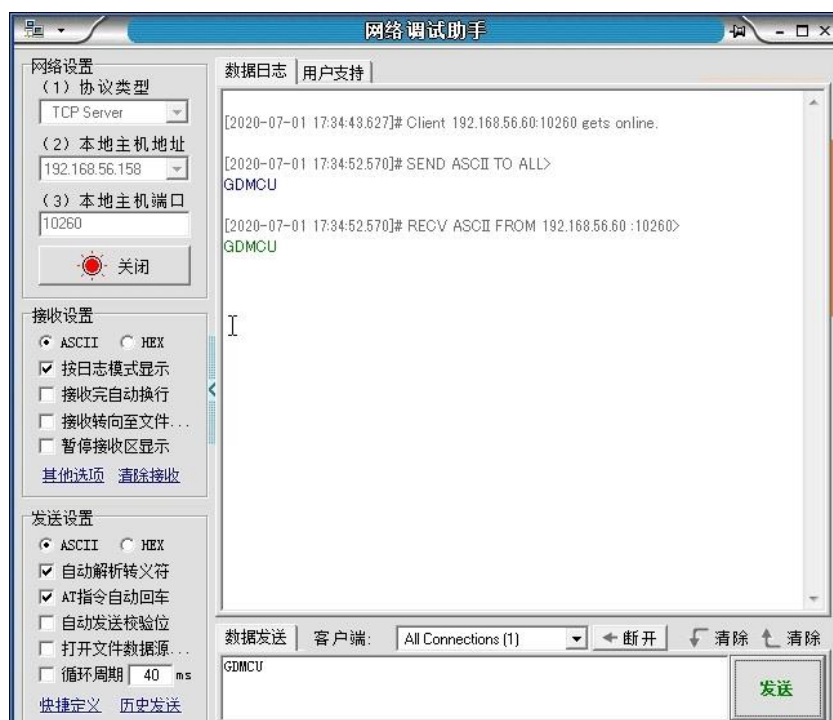 网络调试助手
网络设置
(1) 协议类型
TCP Server
(2) 本地主机地址
192.168.56.158
(3) 本地主机端口
10260
关闭
接收设置
ASCII HEX
按日志模式显示
接收完自动换行
接收转向至文件...
暂停接收区显示
其他选项 清除接收
发送设置
ASCII HEX
自动解析转义符
AT指令自动回车
自动发送校验位
打开文件数据源...
循环周期 40 ms
快捷定义 历史发送
数据日志 用户支持
[2020-07-01 17:34:43.627]# Client 192.168.56.60:10260 gets online.
[2020-07-01 17:34:52.570]# SEND ASCII TO ALL>
GDMCU
[2020-07-01 17:34:52.570]# RECV ASCII FROM 192.168.56.60 :10260>
GDMCU
数据发送 客户端: All Connections (1) 断开 清除 清除
GDMCU
发送